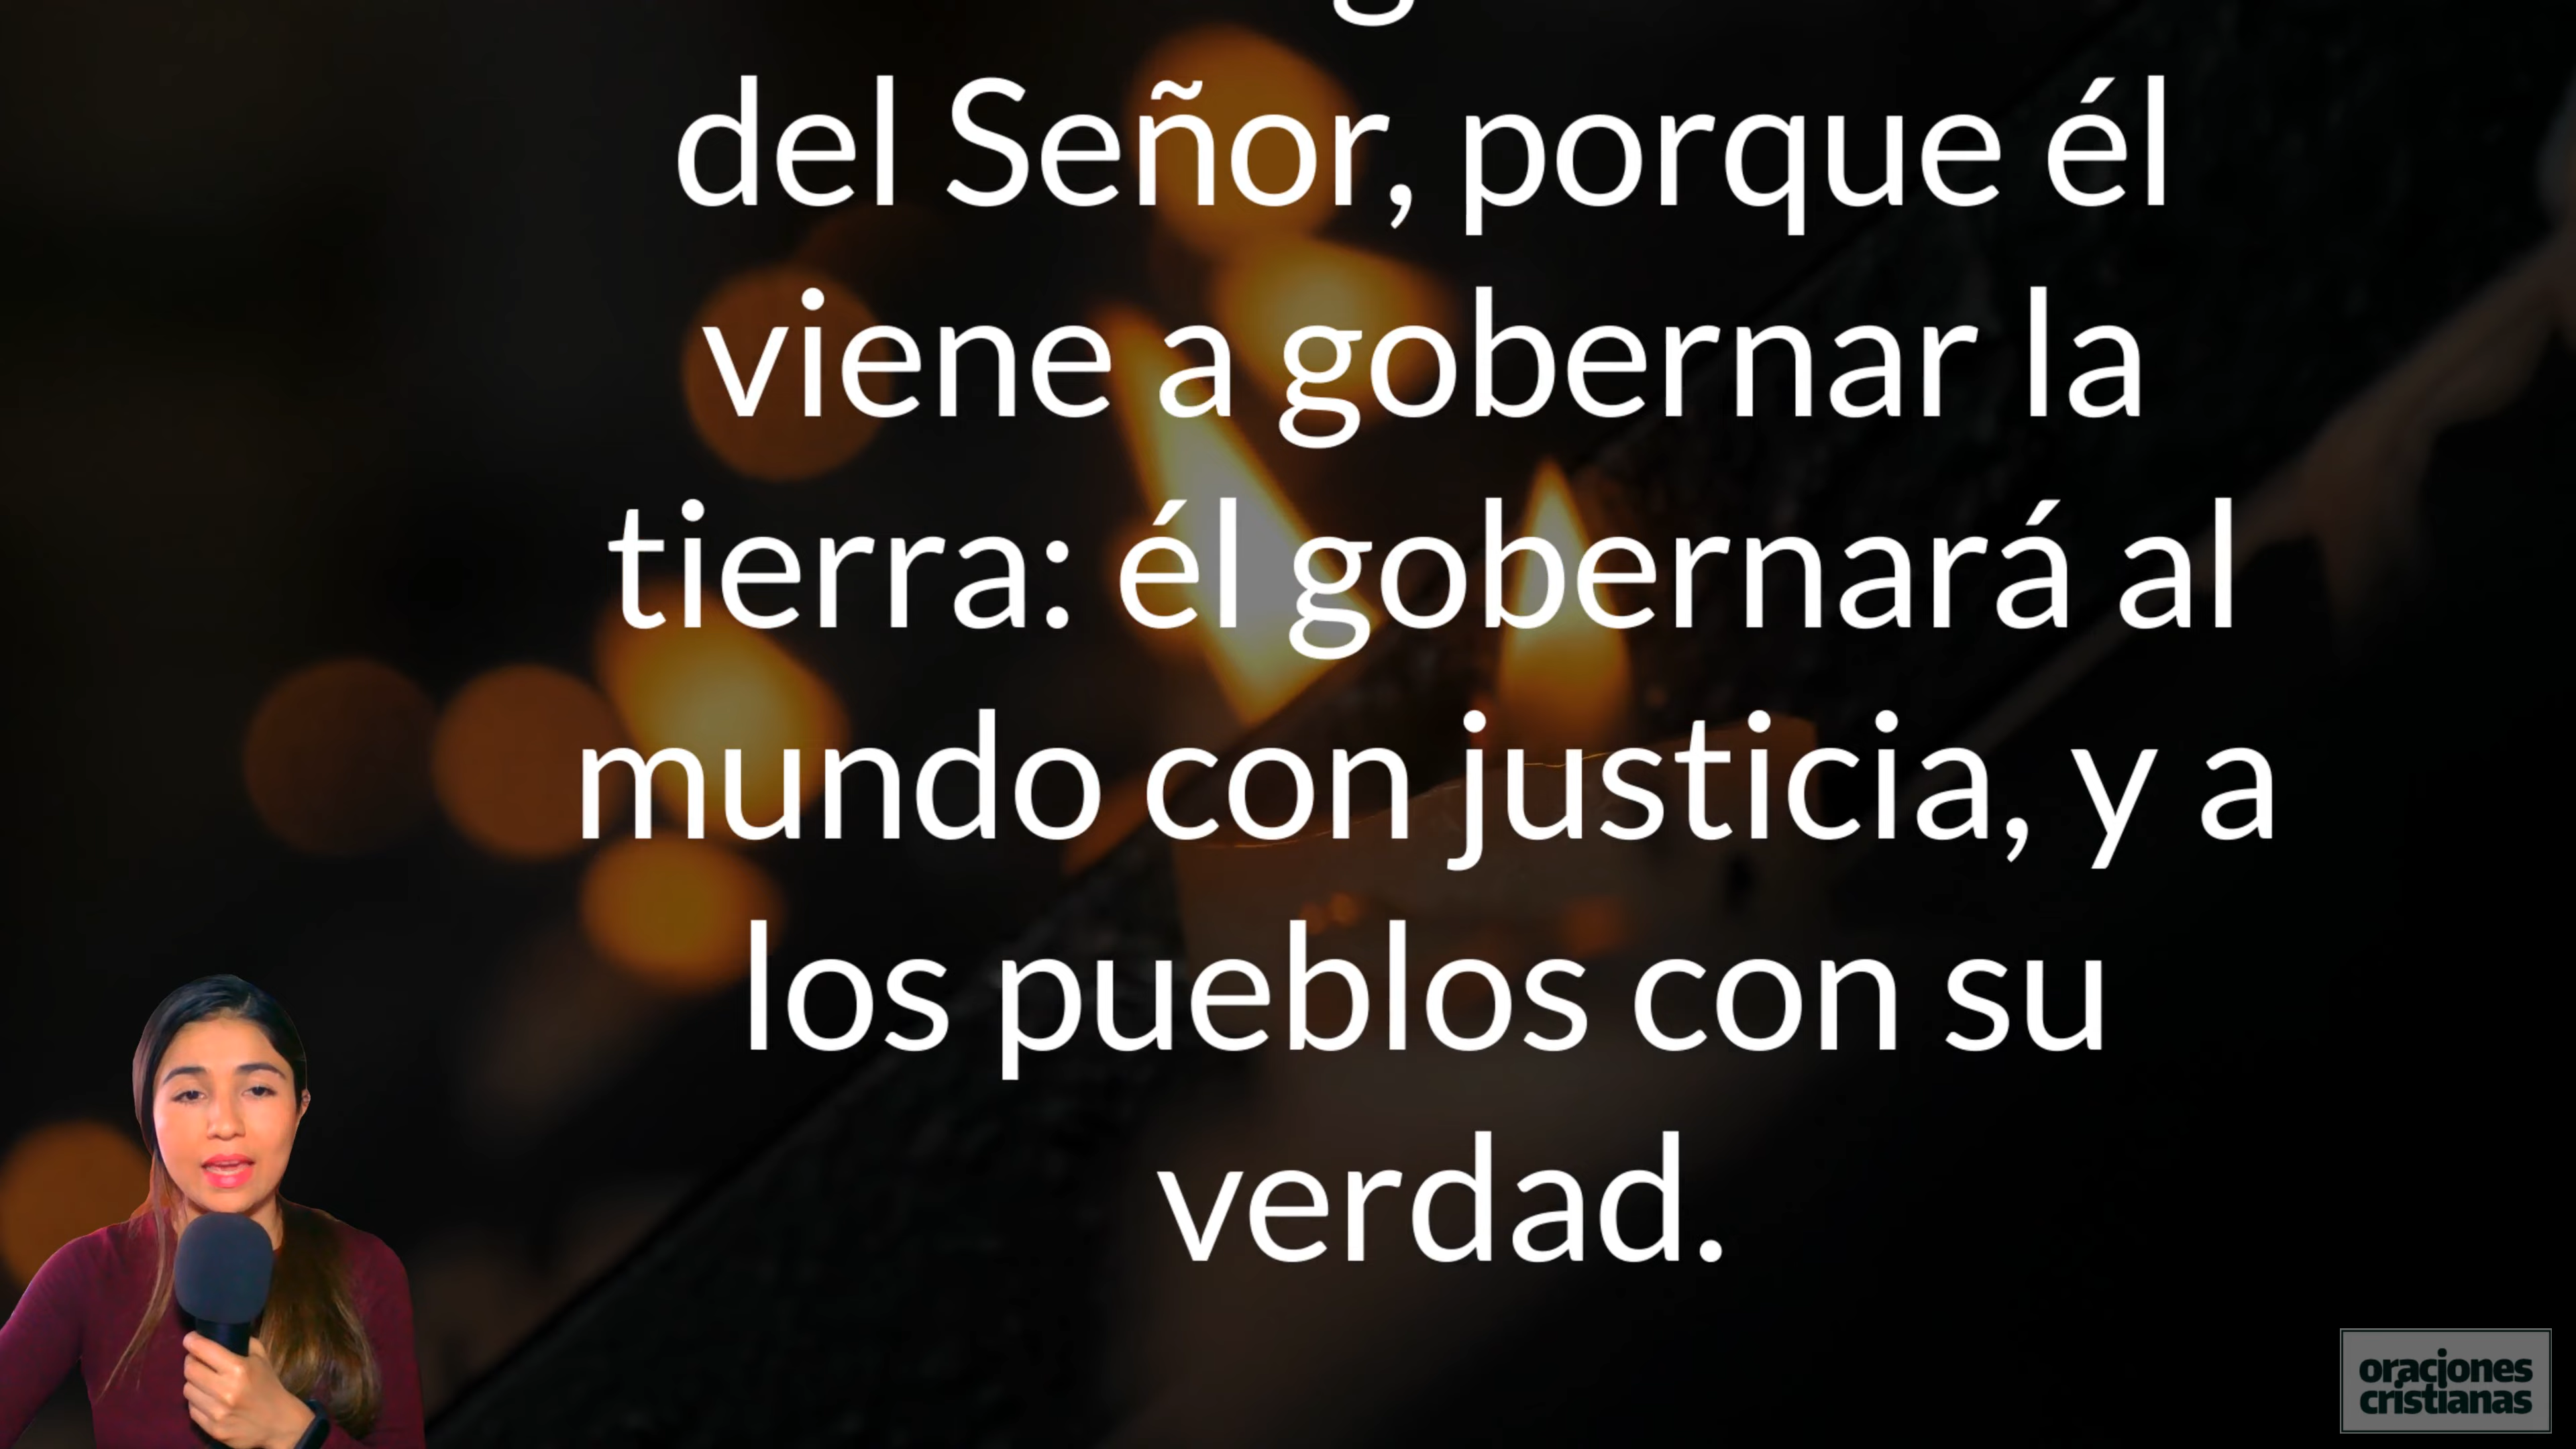 del Señor, porque él
viene a gobernar la
tierra: él gobernará al
mundo con justicia, y a
los pueblos con su
verdad.
oraciones
cristianas